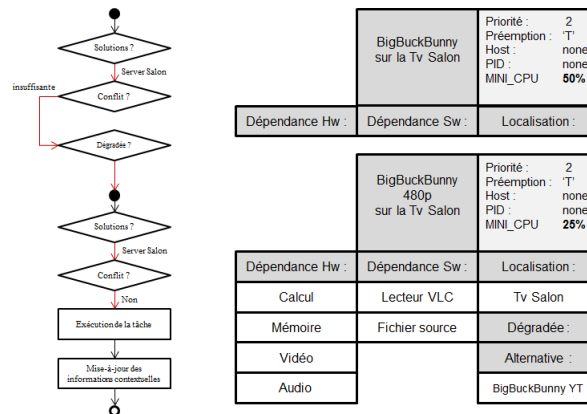 Solutions ?
Server Salon
insuffisante
Conflit ?
Dégradée ?
Solutions ?
Server Salon
Conflit ?
Non
Exécution de la tâche
Mise-à-jour des
informations contextuelles
BigBuckBunny
sur la Tv Salon
Priorité : 2
Préemption : 'T'
Host : none
PID : none
MINI_CPU 50%
Dépendance Hw : Dépendance Sw : Localisation :
BigBuckBunny
480p
sur la Tv Salon
Priorité : 2
Préemption : 'T'
Host : none
PID : none
MINI_CPU 25%
Dépendance Hw : Dépendance Sw : Localisation :
Calcul Lecteur VLC Tv Salon
Mémoire Fichier source Dégradée :
Vidéo Alternative :
Audio BigBuckBunny YT